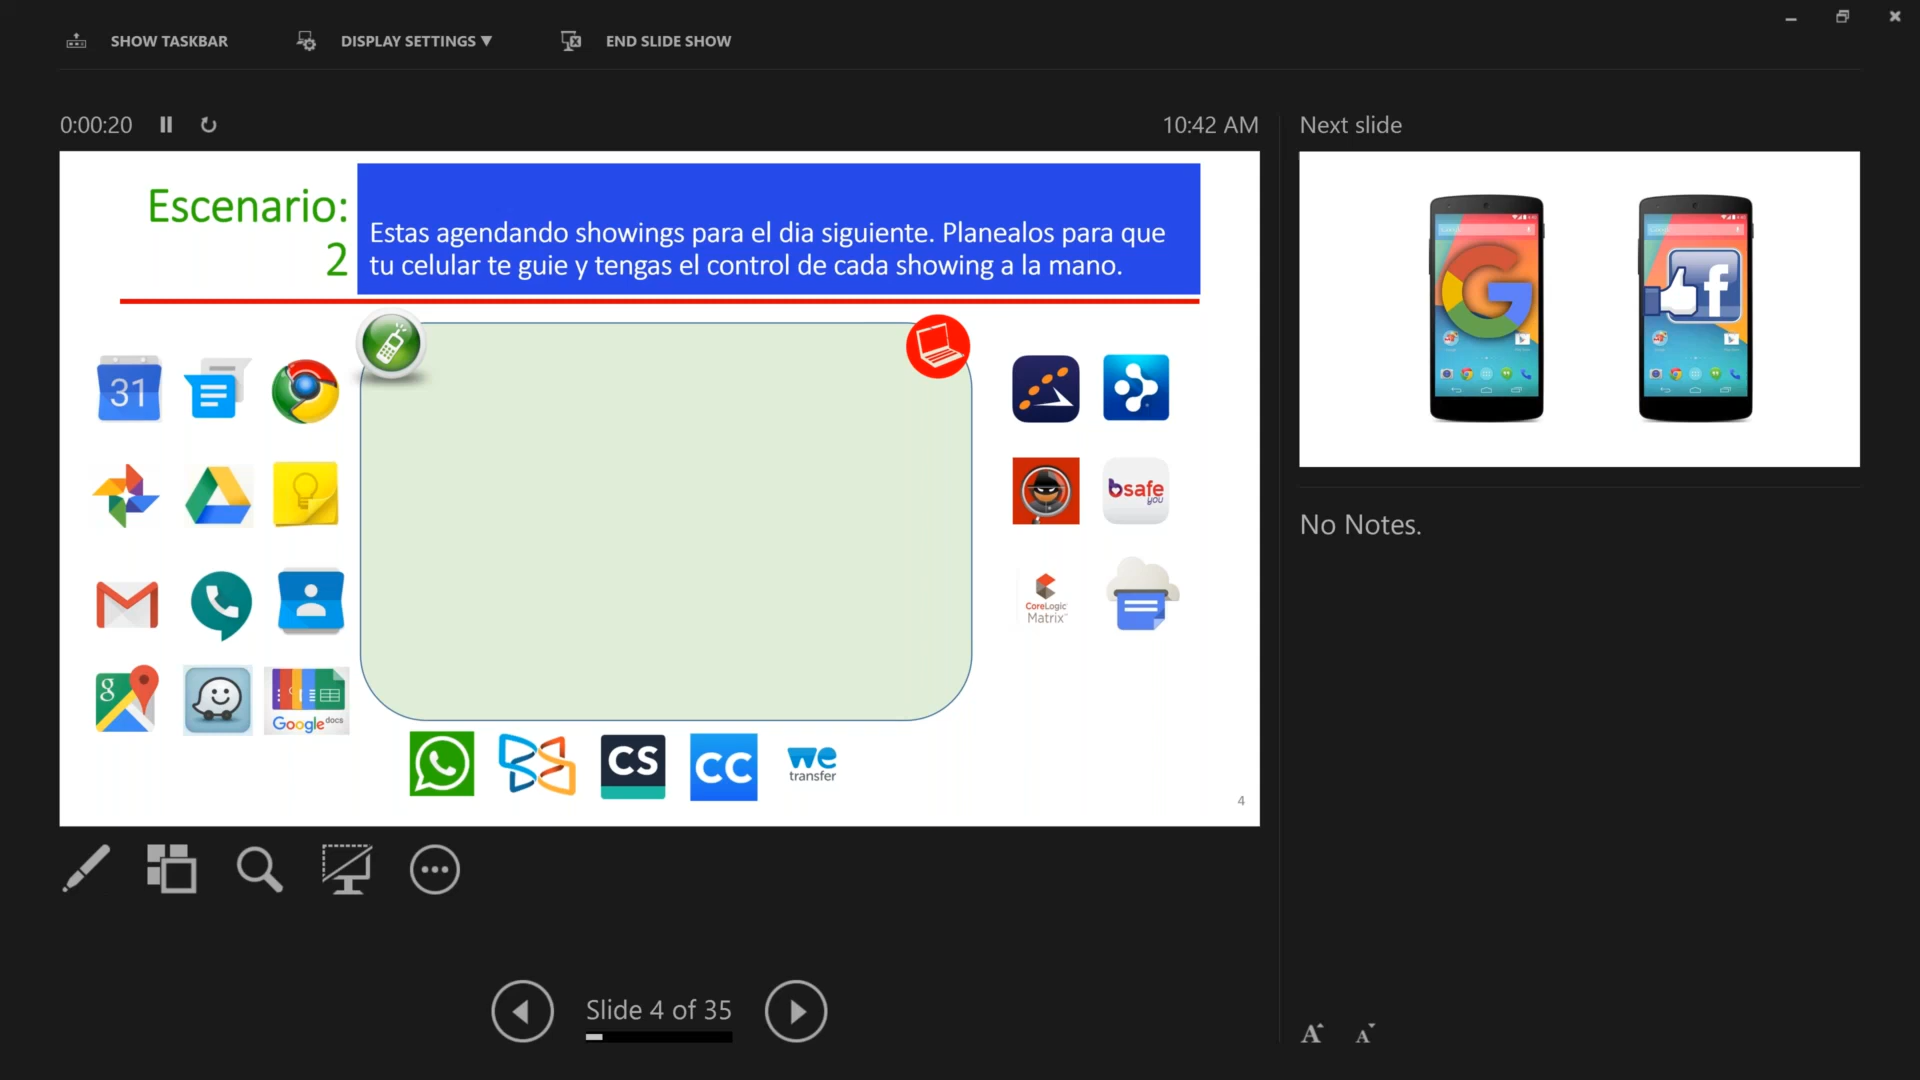 SHOW TASKBAR
DISPLAY SETTINGS ▼
END SLIDE SHOW
0:00:20
10:42 AM
Next slide
Escenario:
2
Estas agendando showings para el dia siguiente. Planealos para que
tu celular te guie y tengas el control de cada showing a la mano.
31
bsafe
you
CoreLogic
Matrix™
g
Google docs
CS
CC
we
transfer
4
G
f
No Notes.
Slide 4 of 35
A
A